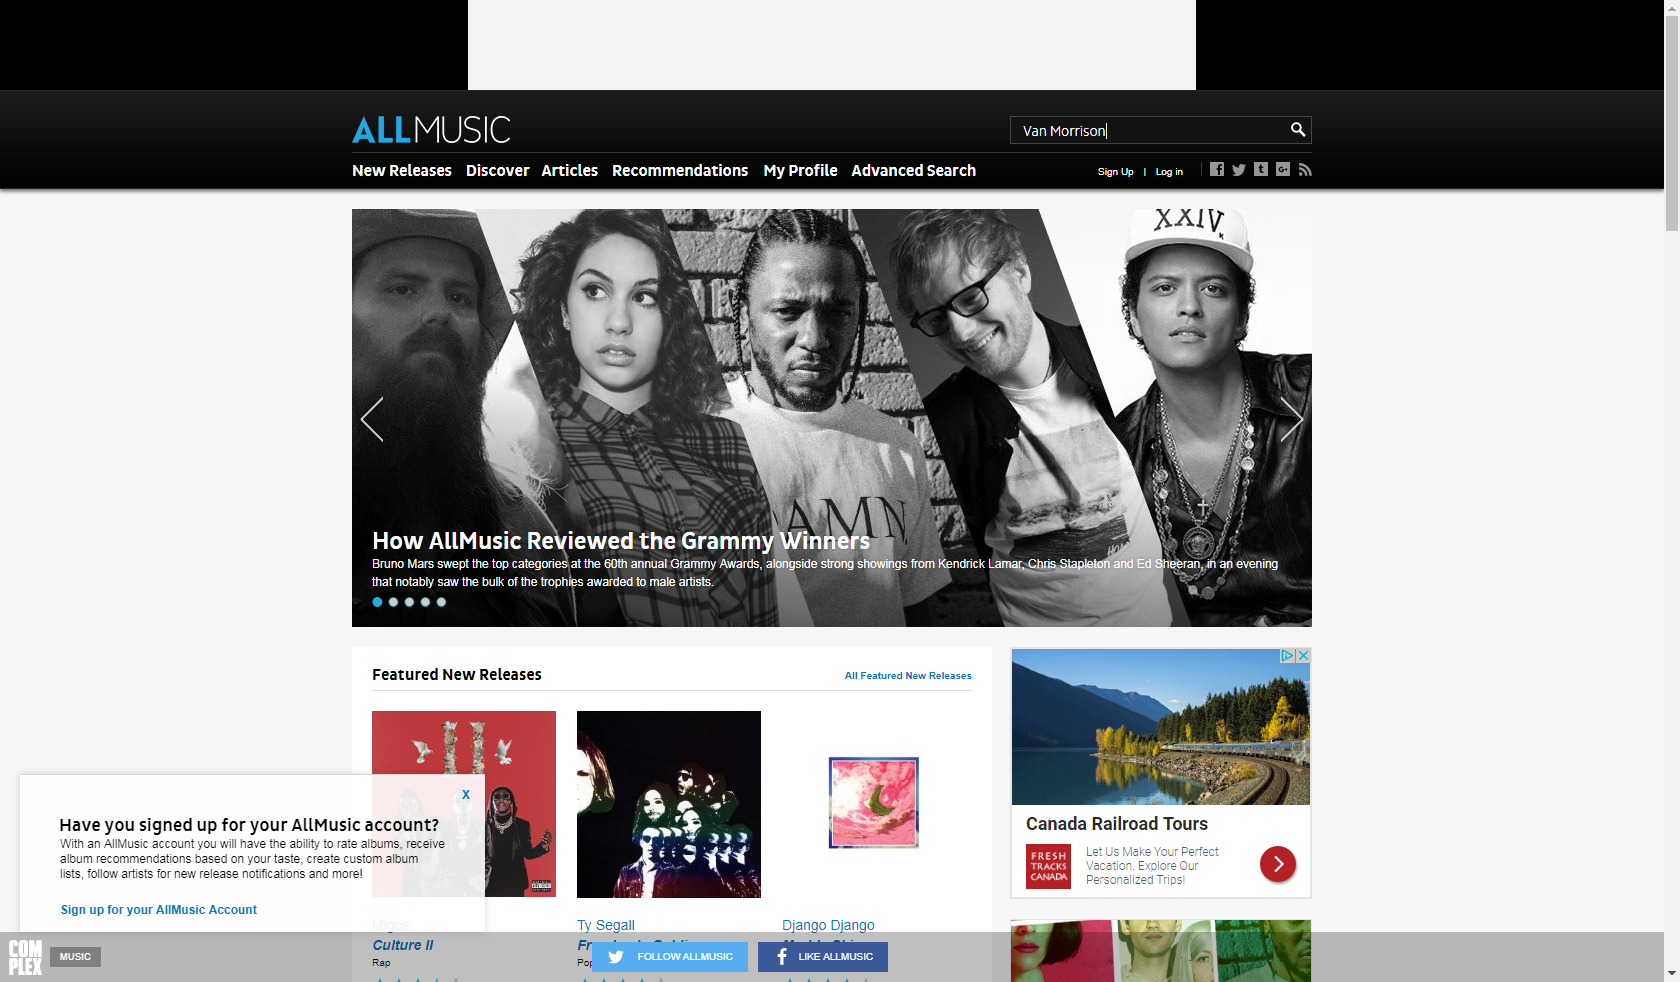 ALLMUSIC
Van Morrison
New Releases Discover Articles Recommendations My Profile Advanced Search
Sign Up | Log in
XXIV
K
DAMN
How AllMusic Reviewed the Grammy Winners
Bruno Mars swept the top categories at the 60th annual Grammy Awards, alongside strong showings from Kendrick Lamar, Chris Stapleton and Ed Sheeran, in an evening
that notably saw the bulk of the trophies awarded to male artists.
Featured New Releases
All Featured New Releases
X
Have you signed up for your AllMusic account?
With an AllMusic account you will have the ability to rate albums, receive
album recommendations based on your taste, create custom album
lists, follow artists for new release notifications and more!
Sign up for your AllMusic Account
Migos
Culture II
Rap
Ty Segall
Django Django
Canada Railroad Tours
FRESH
TRACKS
CANADA
Let Us Make Your Perfect
Vacation. Explore Our
Personalized Trips!
COM
PLEX
MUSIC
FOLLOW ALLMUSIC
LIKE ALLMUSIC